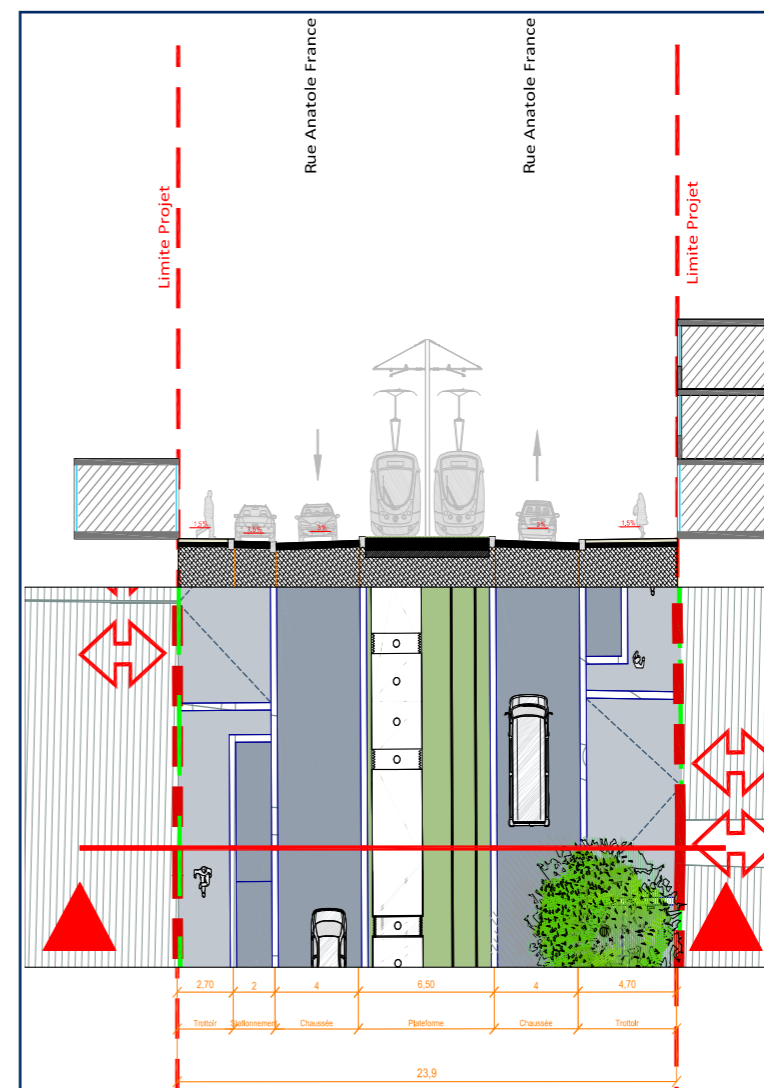 Rue Anatole France
Rue Anatole France
Limite Projet
Limite Projet
1,5%
3%
3%
1,5%
2,70 2 4 6,50 4 4,70
Trottoir Stationnement Chaussée Plateforme Chaussée Trottoir
23,9